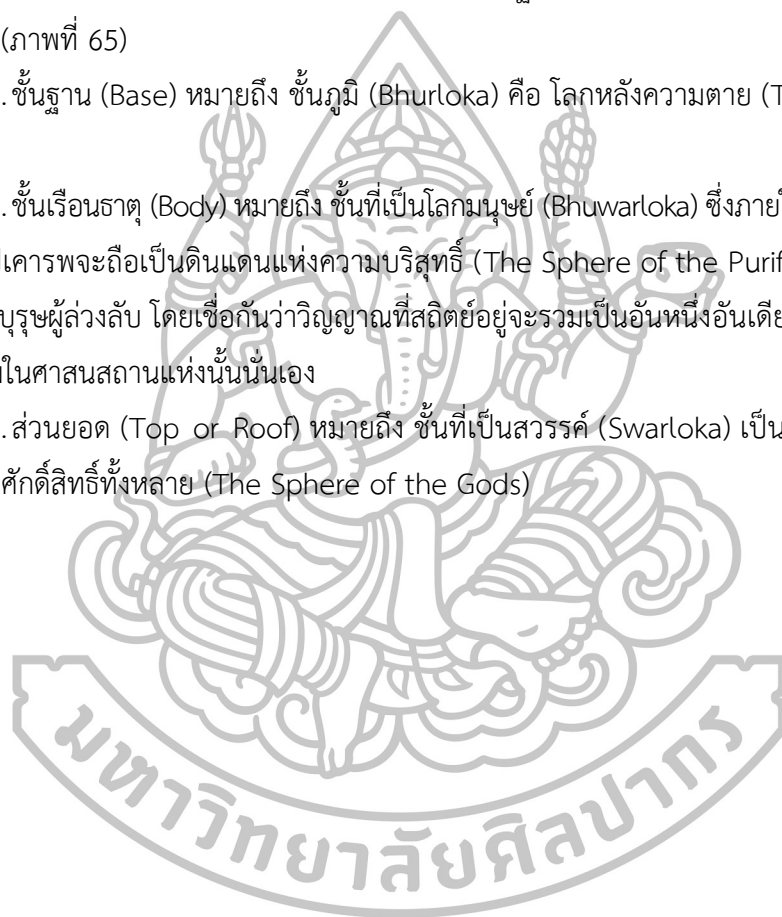 (ภาพที่ 65)
. ชั้นฐาน (Base) หมายถึง ชั้นภูมิ (Bhurloka) คือ โลกหลังความตาย (T
. ชั้นเรือนธาตุ (Body) หมายถึง ชั้นที่เป็นโลกมนุษย์ (Bhuwarloka) ซึ่งภายใ
ปเคารพจะถือเป็นดินแดนแห่งความบริสุทธิ์ (The Sphere of the Purif
บุรุษผู้ล่วงลับ โดยเชื่อกันว่าวิญญาณที่สถิตย์อยู่จะรวมเป็นอันหนึ่งอันเดีย
ในศาสนสถานแห่งนั้นนั่นเอง
. ส่วนยอด (Top or Roof) หมายถึง ชั้นที่เป็นสวรรค์ (Swarloka) เป็น
ศักดิ์สิทธิ์ทั้งหลาย (The Sphere of the Gods)
มหาวิทยาลัยศิลปากร